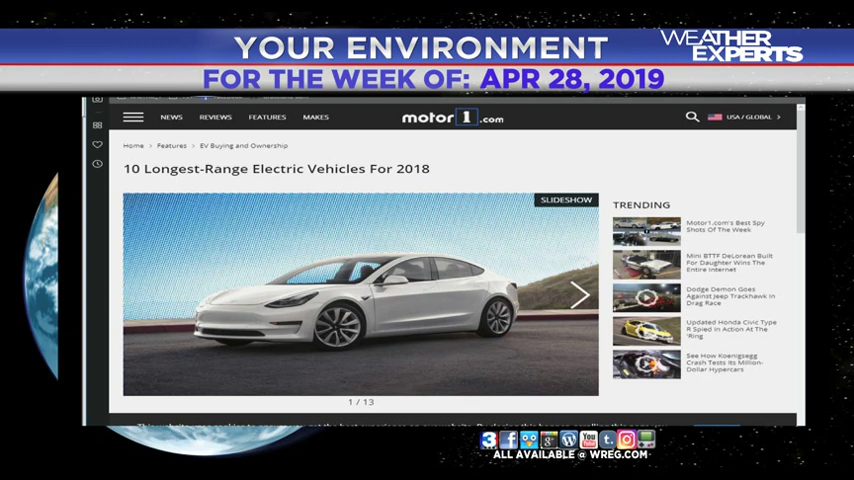 YOUR ENVIRONMENT
WEATHER
EXPERTS
FOR THE WEEK OF: APR 28, 2019
NEWS REVIEWS FEATURES MAKES
motor1.com
USA / GLOBAL
Home > Features > EV Buying and Ownership
10 Longest-Range Electric Vehicles For 2018
SLIDESHOW
1 / 13
TRENDING
Motor1.com's Best Spy
Shots Of The Week
Mini BTTF DeLorean Built
For Daughter Wins The
Entire Internet
Dodge Demon Goes
Against Jeep Trackhawk In
Drag Race
Updated Honda Civic Type
R Spied In Action At The
'Ring
See How Koenigsegg
Crash Tests Its Million-
Dollar Hypercars
3
You
Tube
ALL AVAILABLE @ WREG.COM